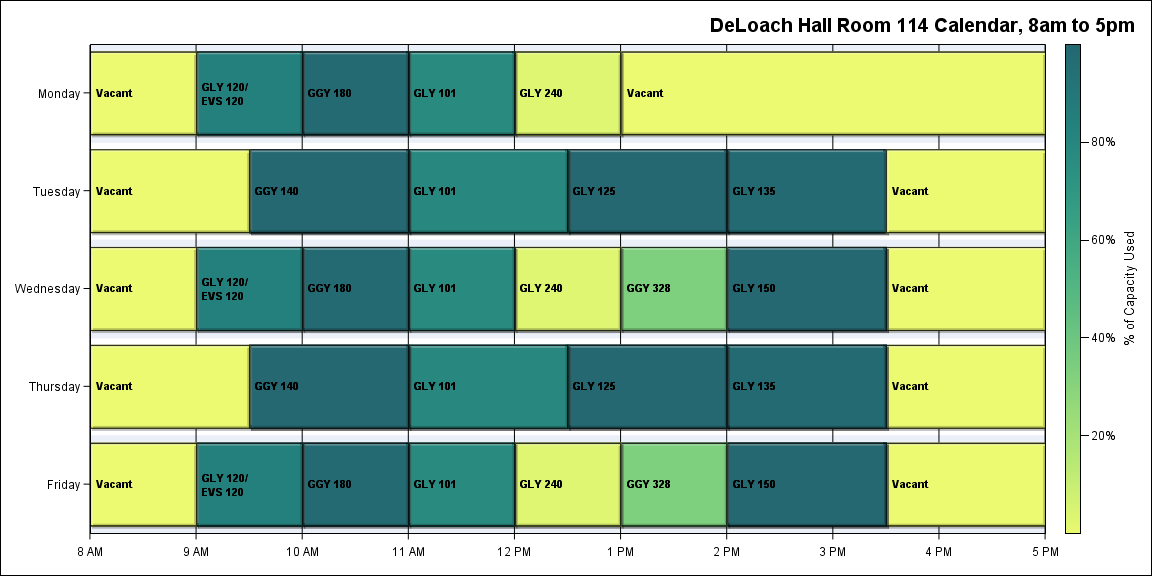 DeLoach Hall Room 114 Calendar, 8am to 5pm
Monday
Vacant
GLY 120/
EVS 120
GGY 180
GLY 101
GLY 240
Vacant
Tuesday
Vacant
GGY 140
GLY 101
GLY 125
GLY 135
Vacant
Wednesday
Vacant
GLY 120/
EVS 120
GGY 180
GLY 101
GLY 240
GGY 328
GLY 150
Vacant
Thursday
Vacant
GGY 140
GLY 101
GLY 125
GLY 135
Vacant
Friday
Vacant
GLY 120/
EVS 120
GGY 180
GLY 101
GLY 240
GGY 328
GLY 150
Vacant
8 AM
9 AM
10 AM
11 AM
12 PM
1 PM
2 PM
3 PM
4 PM
5 PM
80%
60%
40%
20%
% of Capacity Used